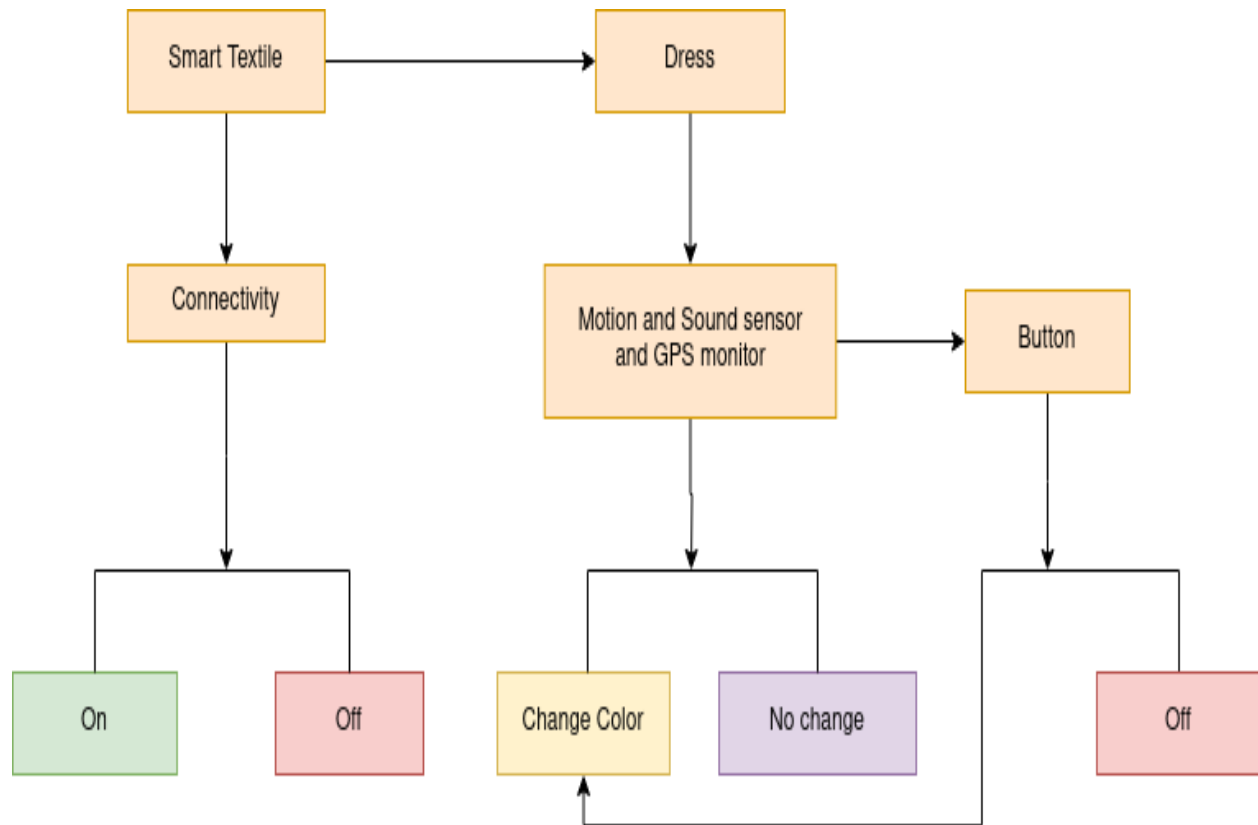 Smart Textile
Dress
Connectivity
Motion and Sound sensor
and GPS monitor
Button
On
Off
Change Color
No change
Off